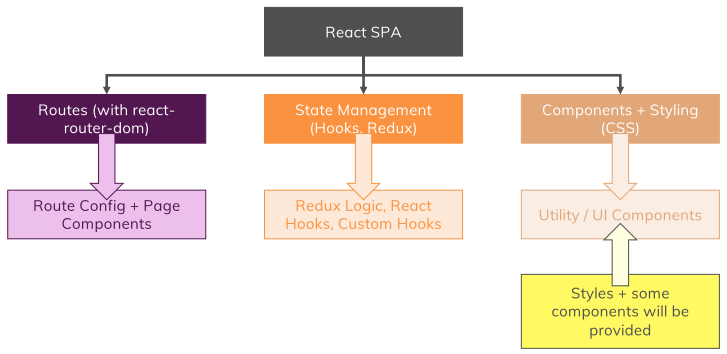 React SPA
Routes (with react-
router-dom)
State Management
(Hooks, Redux)
Components + Styling
(CSS)
Route Config + Page
Components
Redux Logic, React
Hooks, Custom Hooks
Utility / UI Components
Styles + some
components will be
provided